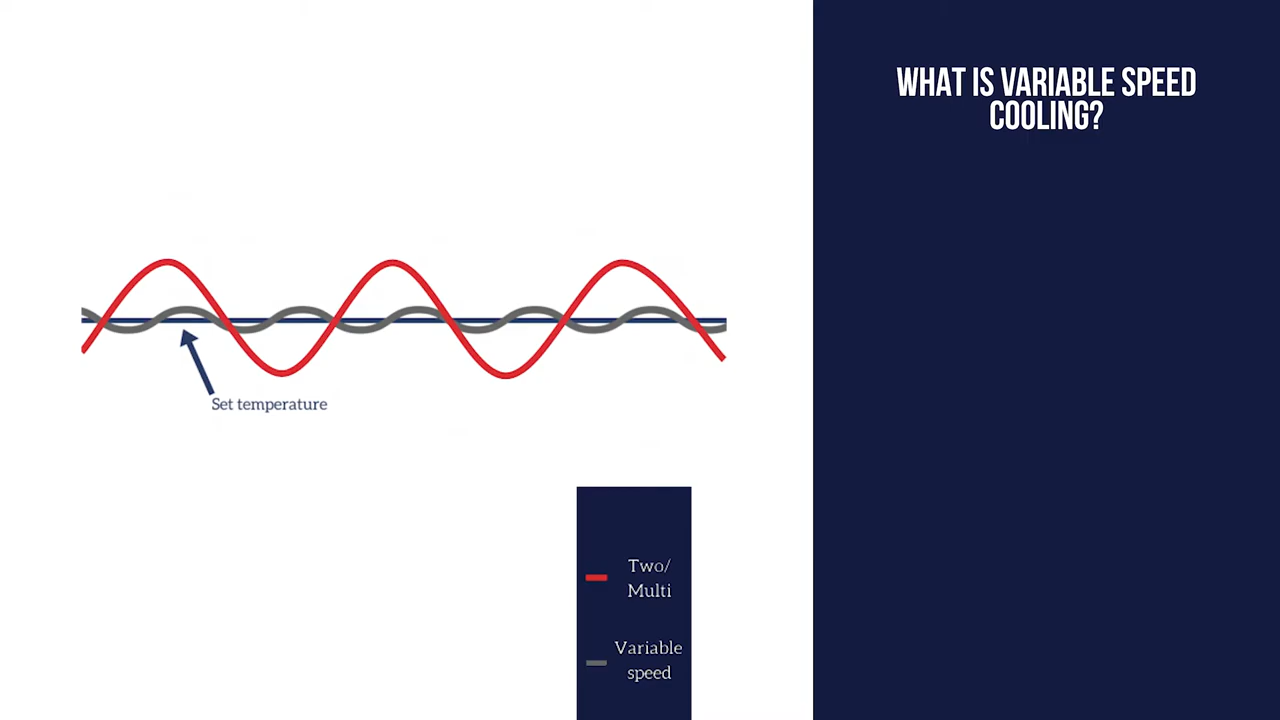 WHAT IS VARIABLE SPEED
COOLING?
Set temperature
Two/
Multi
Variable
speed